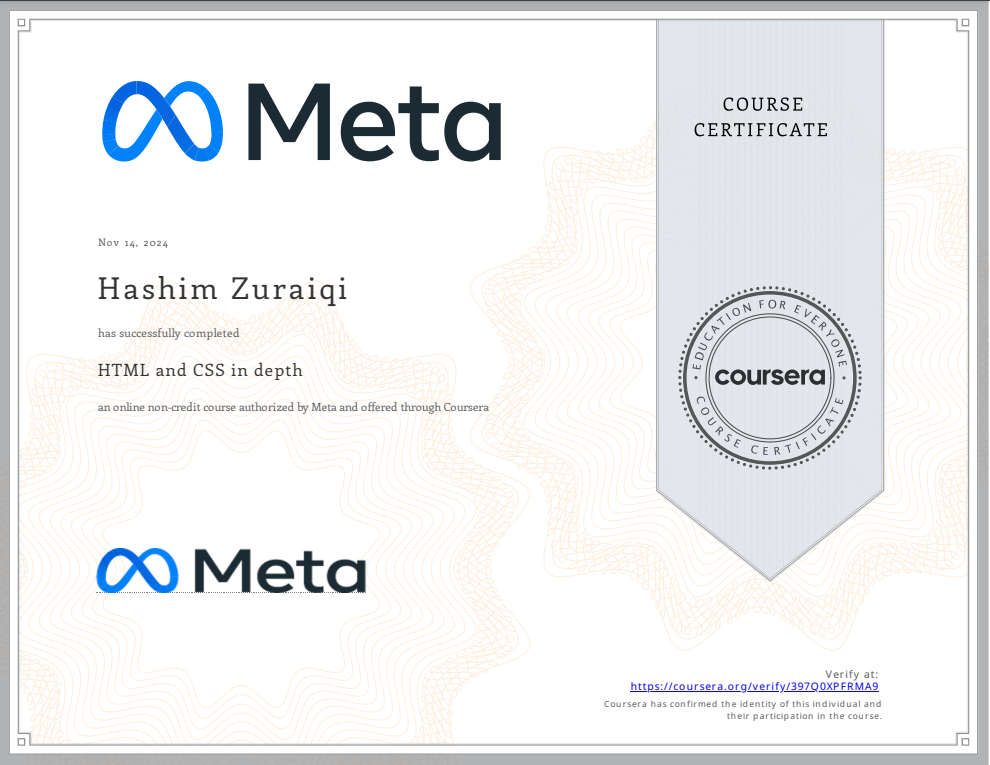 Meta
COURSE
CERTIFICATE
Nov 14, 2024
Hashim Zuraiqi
has successfully completed
HTML and CSS in depth
an online non-credit course authorized by Meta and offered through Coursera
EDUCATION FOR EVERYONE
coursera
COURSE CERTIFICATE
Meta
Verify at:
https://coursera.org/verify/397Q0XPFRMA9
Coursera has confirmed the identity of this individual and
their participation in the course.